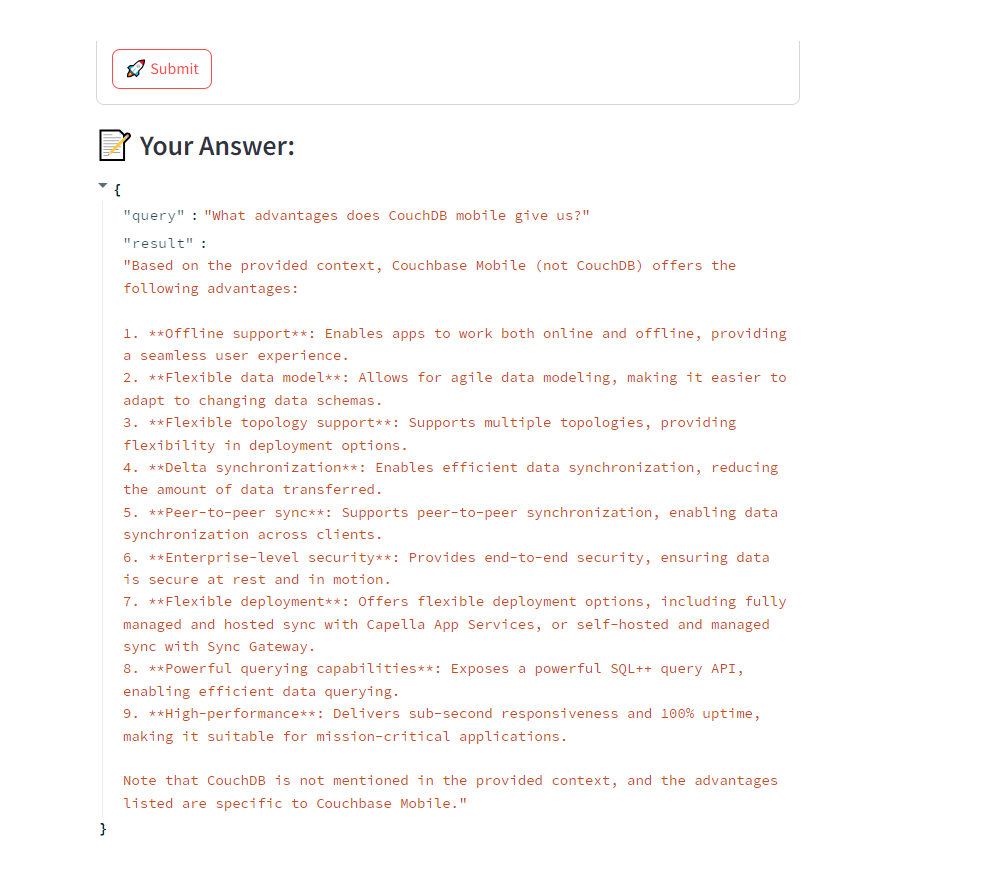 🚀 Submit
📝 Your Answer:
{
"query" : "What advantages does CouchDB mobile give us?"
"result" :
"Based on the provided context, Couchbase Mobile (not CouchDB) offers the
following advantages:
1. **Offline support**: Enables apps to work both online and offline, providing
a seamless user experience.
2. **Flexible data model**: Allows for agile data modeling, making it easier to
adapt to changing data schemas.
3. **Flexible topology support**: Supports multiple topologies, providing
flexibility in deployment options.
4. **Delta synchronization**: Enables efficient data synchronization, reducing
the amount of data transferred.
5. **Peer-to-peer sync**: Supports peer-to-peer synchronization, enabling data
synchronization across clients.
6. **Enterprise-level security**: Provides end-to-end security, ensuring data
is secure at rest and in motion.
7. **Flexible deployment**: Offers flexible deployment options, including fully
managed and hosted sync with Capella App Services, or self-hosted and managed
sync with Sync Gateway.
8. **Powerful querying capabilities**: Exposes a powerful SQL++ query API,
enabling efficient data querying.
9. **High-performance**: Delivers sub-second responsiveness and 100% uptime,
making it suitable for mission-critical applications.
Note that CouchDB is not mentioned in the provided context, and the advantages
listed are specific to Couchbase Mobile."
}